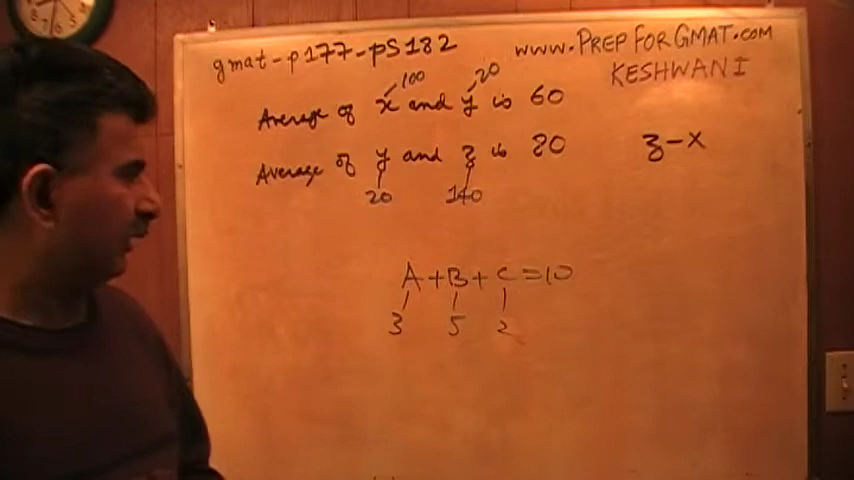 gmat-p177-pS182
www.PREPFORGMAT.COM
KESHWANI
100 20
Average of x and y is 60
Average of y and z is 80
z-x
20 140
A+B+C=10
3 5 2